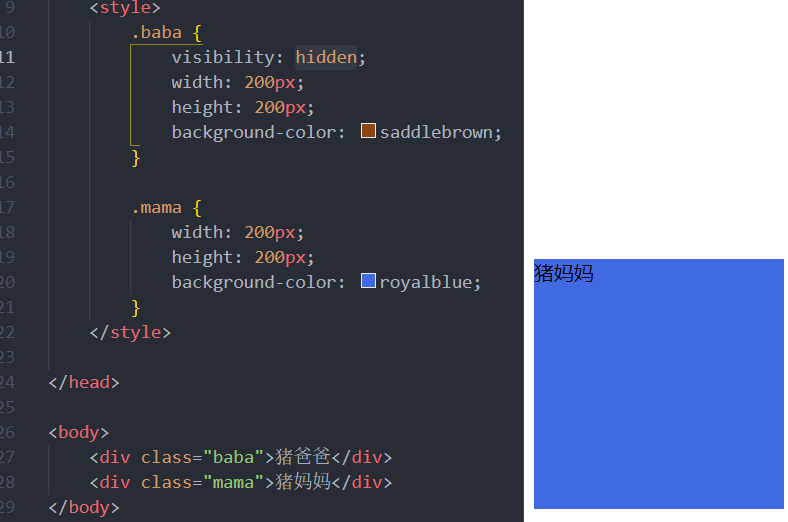 9 <style>
10 .baba {
11 visibility: hidden;
12 width: 200px;
13 height: 200px;
14 background-color: saddlebrown;
15 }
16
17 .mama {
18 width: 200px;
19 height: 200px;
20 background-color: royalblue;
21 }
22 </style>
23
24 </head>
25
26 <body>
27 <div class="baba">猪爸爸</div>
28 <div class="mama">猪妈妈</div>
29 </body>
猪妈妈